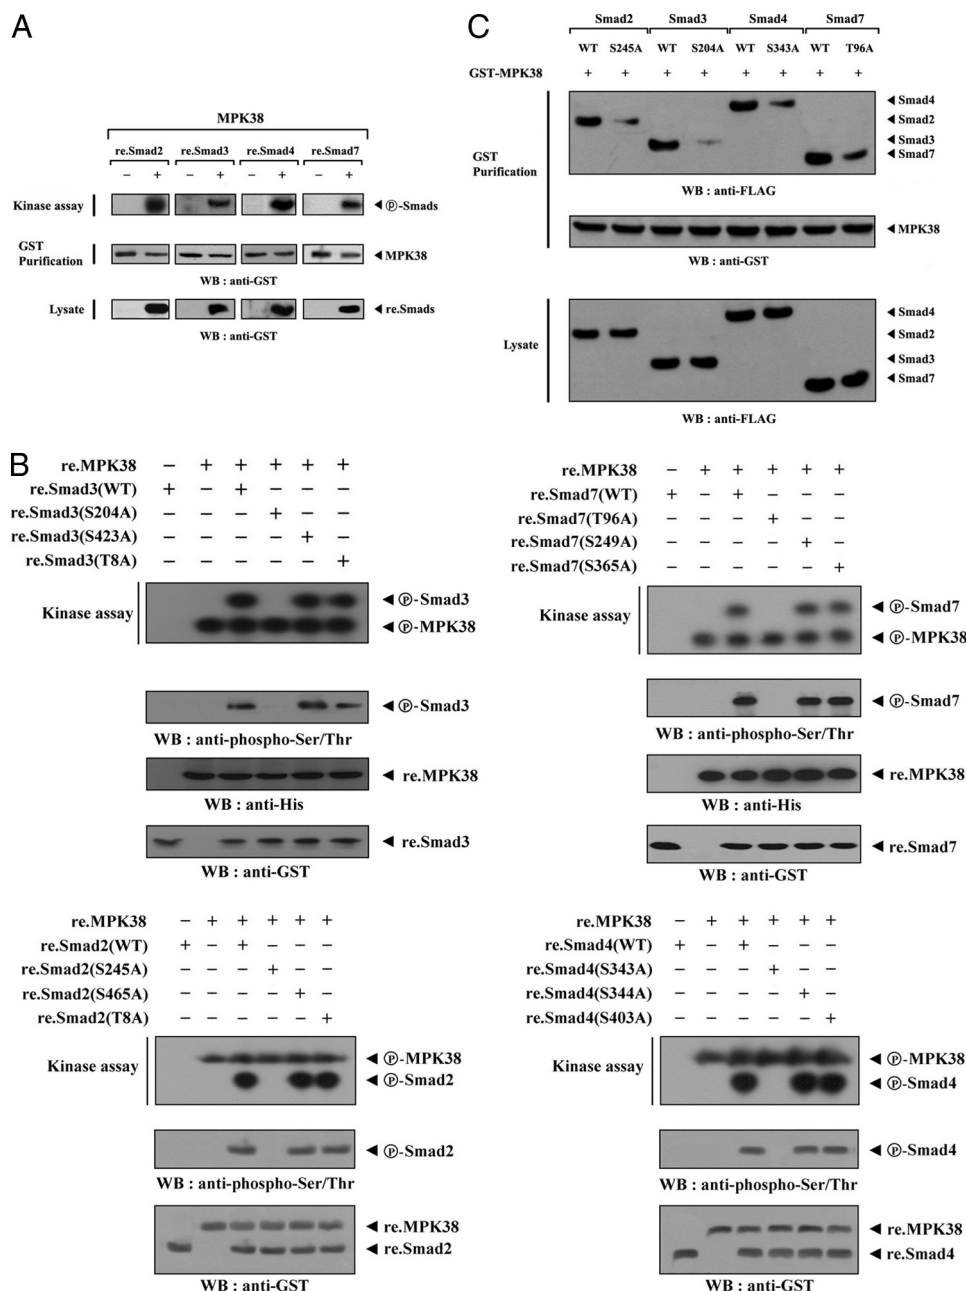 A
MPK38
re.Smad2 re.Smad3 re.Smad4 re.Smad7
− + − + − + − +
Kinase assay ◄ Ⓟ-Smads
GST Purification ◄ MPK38
WB : anti-GST
Lysate ◄ re.Smads
WB : anti-GST
C
Smad2 Smad3 Smad4 Smad7
WT S245A WT S204A WT S343A WT T96A
GST-MPK38 + + + + + + + +
GST Purification
◄ Smad4
◄ Smad2
◄ Smad3
◄ Smad7
WB : anti-FLAG
◄ MPK38
WB : anti-GST
Lysate
◄ Smad4
◄ Smad2
◄ Smad3
◄ Smad7
WB : anti-FLAG
B
re.MPK38 − + + + + +
re.Smad3(WT) + − + − − −
re.Smad3(S204A) − − − + − −
re.Smad3(S423A) − − − − + −
re.Smad3(T8A) − − − − − +
Kinase assay
◄ Ⓟ-Smad3
◄ Ⓟ-MPK38
◄ Ⓟ-Smad3
WB : anti-phospho-Ser/Thr
◄ re.MPK38
WB : anti-His
◄ re.Smad3
WB : anti-GST
re.MPK38 − + + + + +
re.Smad7(WT) + − + − − −
re.Smad7(T96A) − − − + − −
re.Smad7(S249A) − − − − + −
re.Smad7(S365A) − − − − − +
Kinase assay
◄ Ⓟ-Smad7
◄ Ⓟ-MPK38
◄ Ⓟ-Smad7
WB : anti-phospho-Ser/Thr
◄ re.MPK38
WB : anti-His
◄ re.Smad7
WB : anti-GST
re.MPK38 − + + + + +
re.Smad2(WT) + − + − − −
re.Smad2(S245A) − − − + − −
re.Smad2(S465A) − − − − + −
re.Smad2(T8A) − − − − − +
Kinase assay
◄ Ⓟ-MPK38
◄ Ⓟ-Smad2
◄ Ⓟ-Smad2
WB : anti-phospho-Ser/Thr
◄ re.MPK38
◄ re.Smad2
WB : anti-GST
re.MPK38 − + + + + +
re.Smad4(WT) + − + − − −
re.Smad4(S343A) − − − + − −
re.Smad4(S344A) − − − − + −
re.Smad4(S403A) − − − − − +
Kinase assay
◄ Ⓟ-MPK38
◄ Ⓟ-Smad4
◄ Ⓟ-Smad4
WB : anti-phospho-Ser/Thr
◄ re.MPK38
◄ re.Smad4
WB : anti-GST